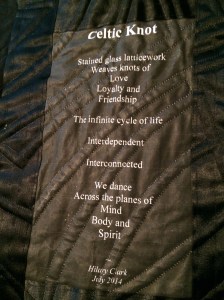 Celtic Knot
Stained glass latticework
Weaves knots of
Love
Loyalty and
Friendship
The infinite cycle of life
Interdependent
Interconnected
We dance
Across the planes of
Mind
Body and
Spirit
~
Hilary Clark
July 2014